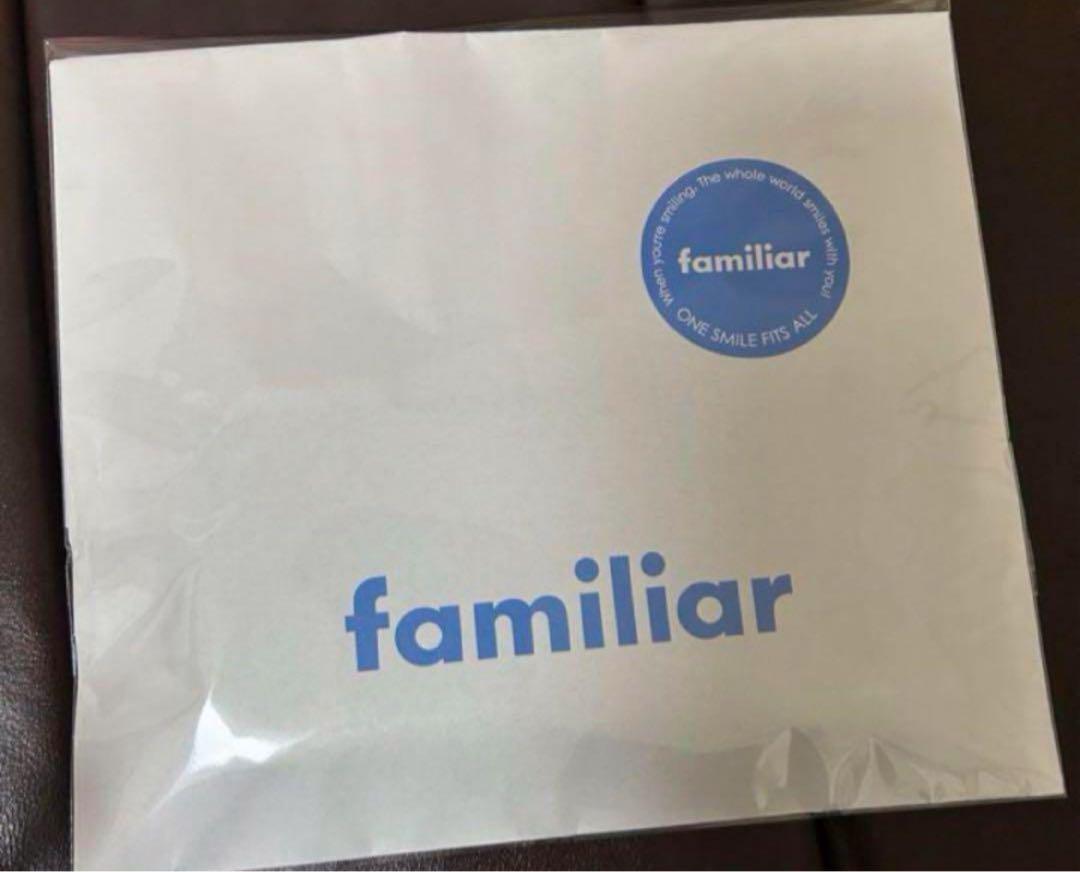 When you're smiling, The whole world smiles with you!
familiar
ONE SMILE FITS ALL
familiar